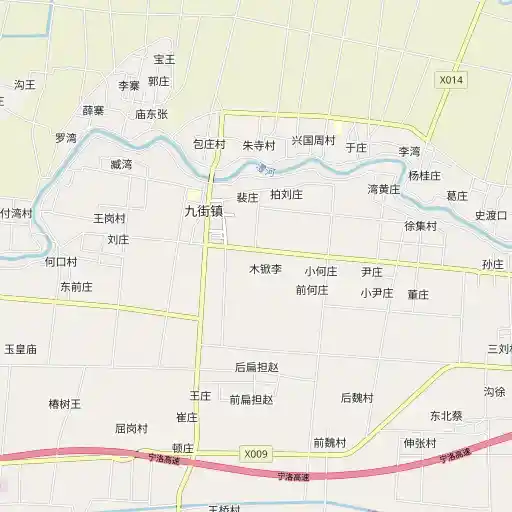 宝王
郭庄
沟王
李寨
X014
薛寨
庙东张
罗湾
包庄村
朱寺村
兴国周村
于庄
李湾
臧湾
杨桂庄
湾黄庄
裴庄
拍刘庄
葛庄
付湾村
王岗村
九街镇
史渡口
徐集村
刘庄
何口村
木锨李
小何庄
尹庄
孙庄
东前庄
前何庄
小尹庄
董庄
玉皇庙
三刘村
后扁担赵
王庄
前扁担赵
后魏村
沟徐
椿树王
崔庄
东北蔡
屈岗村
顿庄
前魏村
伸张村
宁洛高速
X009
宁洛高速
宁洛高速
王桥村